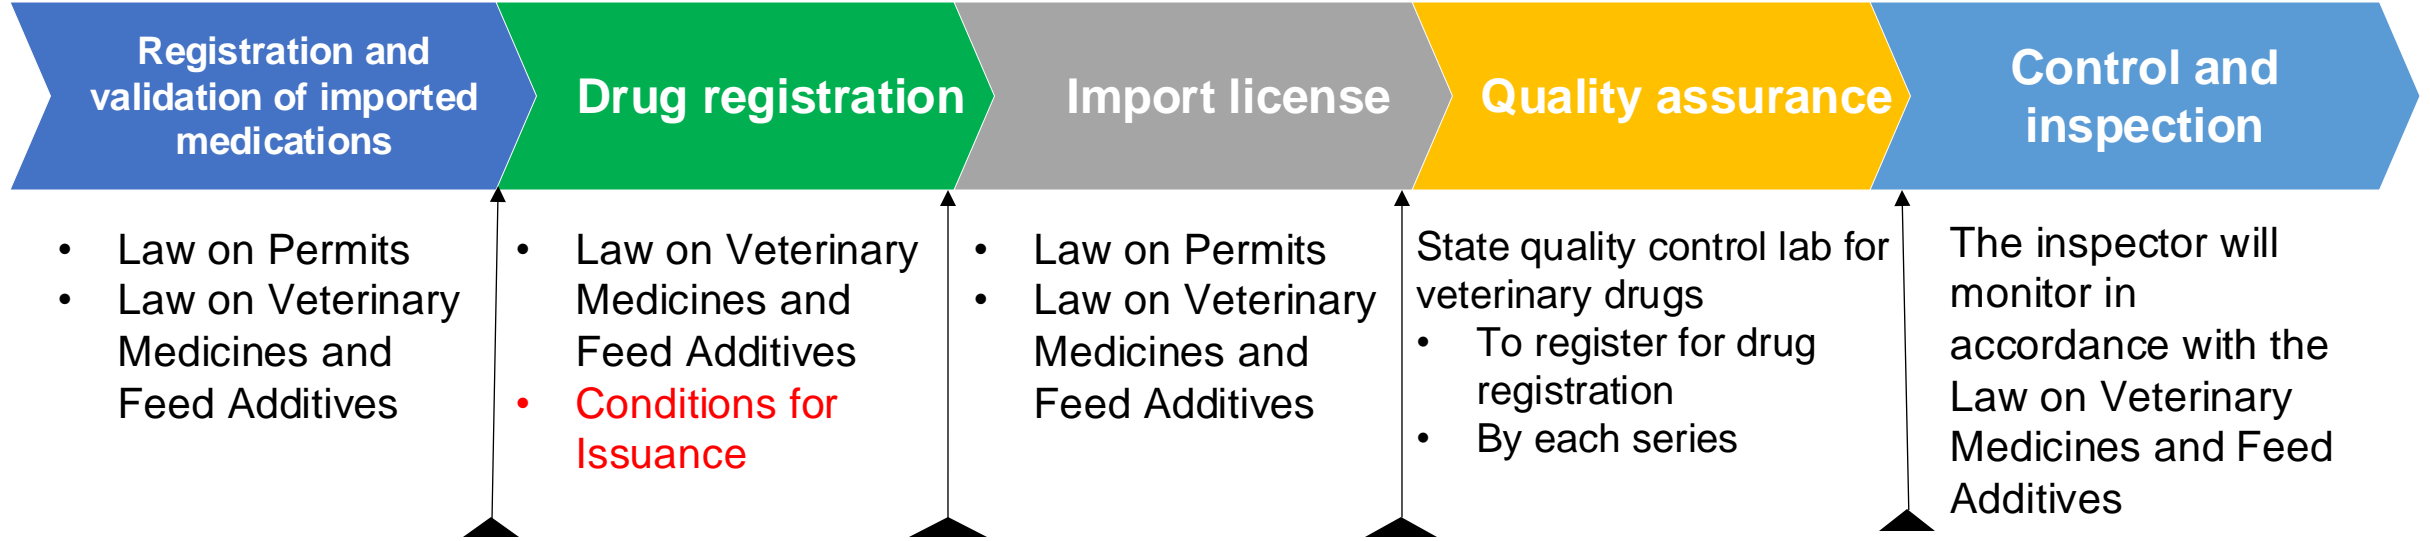 Registration and
validation of imported
medications
Drug registration
Import license
Quality assurance
Control and
inspection
• Law on Permits
• Law on Veterinary
Medicines and
Feed Additives
• Law on Veterinary
Medicines and
Feed Additives
• Conditions for
Issuance
• Law on Permits
• Law on Veterinary
Medicines and
Feed Additives
State quality control lab for
veterinary drugs
• To register for drug
registration
• By each series
The inspector will
monitor in
accordance with the
Law on Veterinary
Medicines and Feed
Additives